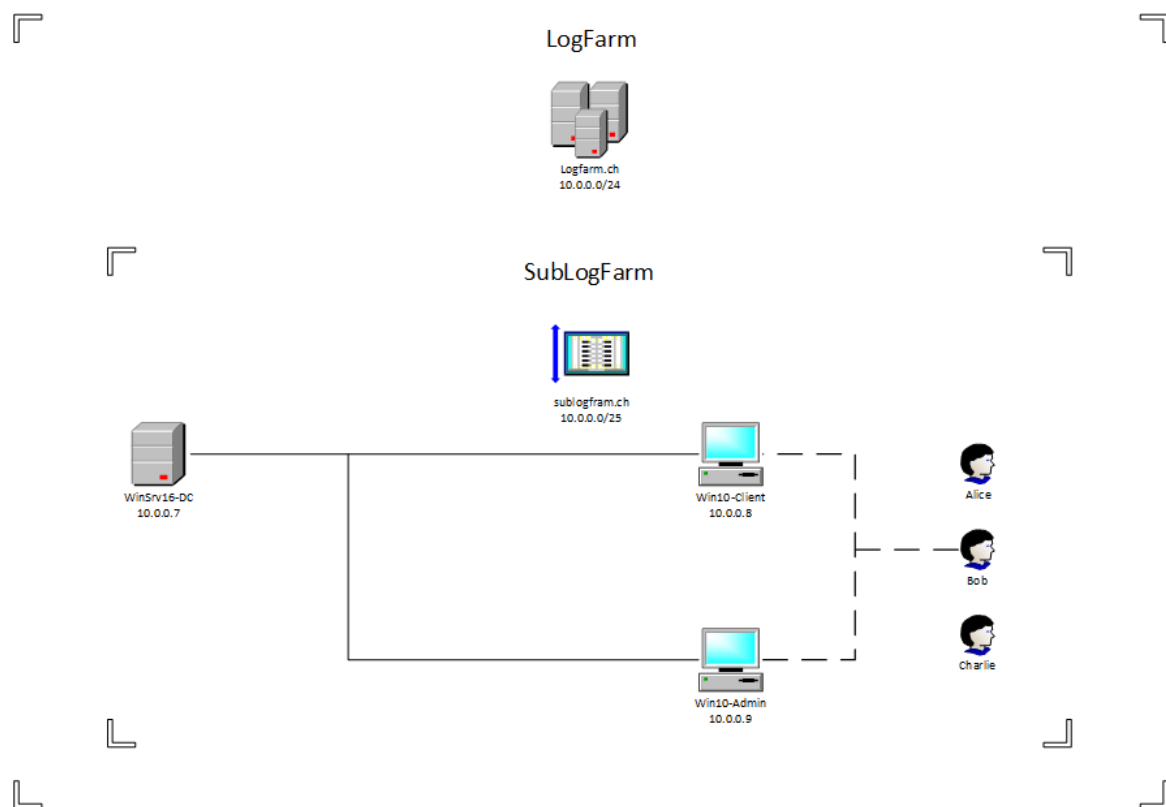 LogFarm
Logfarm.ch
10.0.0.0/24
SubLogFarm
sublogfram.ch
10.0.0.0/25
WinSrv16-DC
10.0.0.7
Win10-Client
10.0.0.8
Alice
Bob
Charlie
Win10-Admin
10.0.0.9